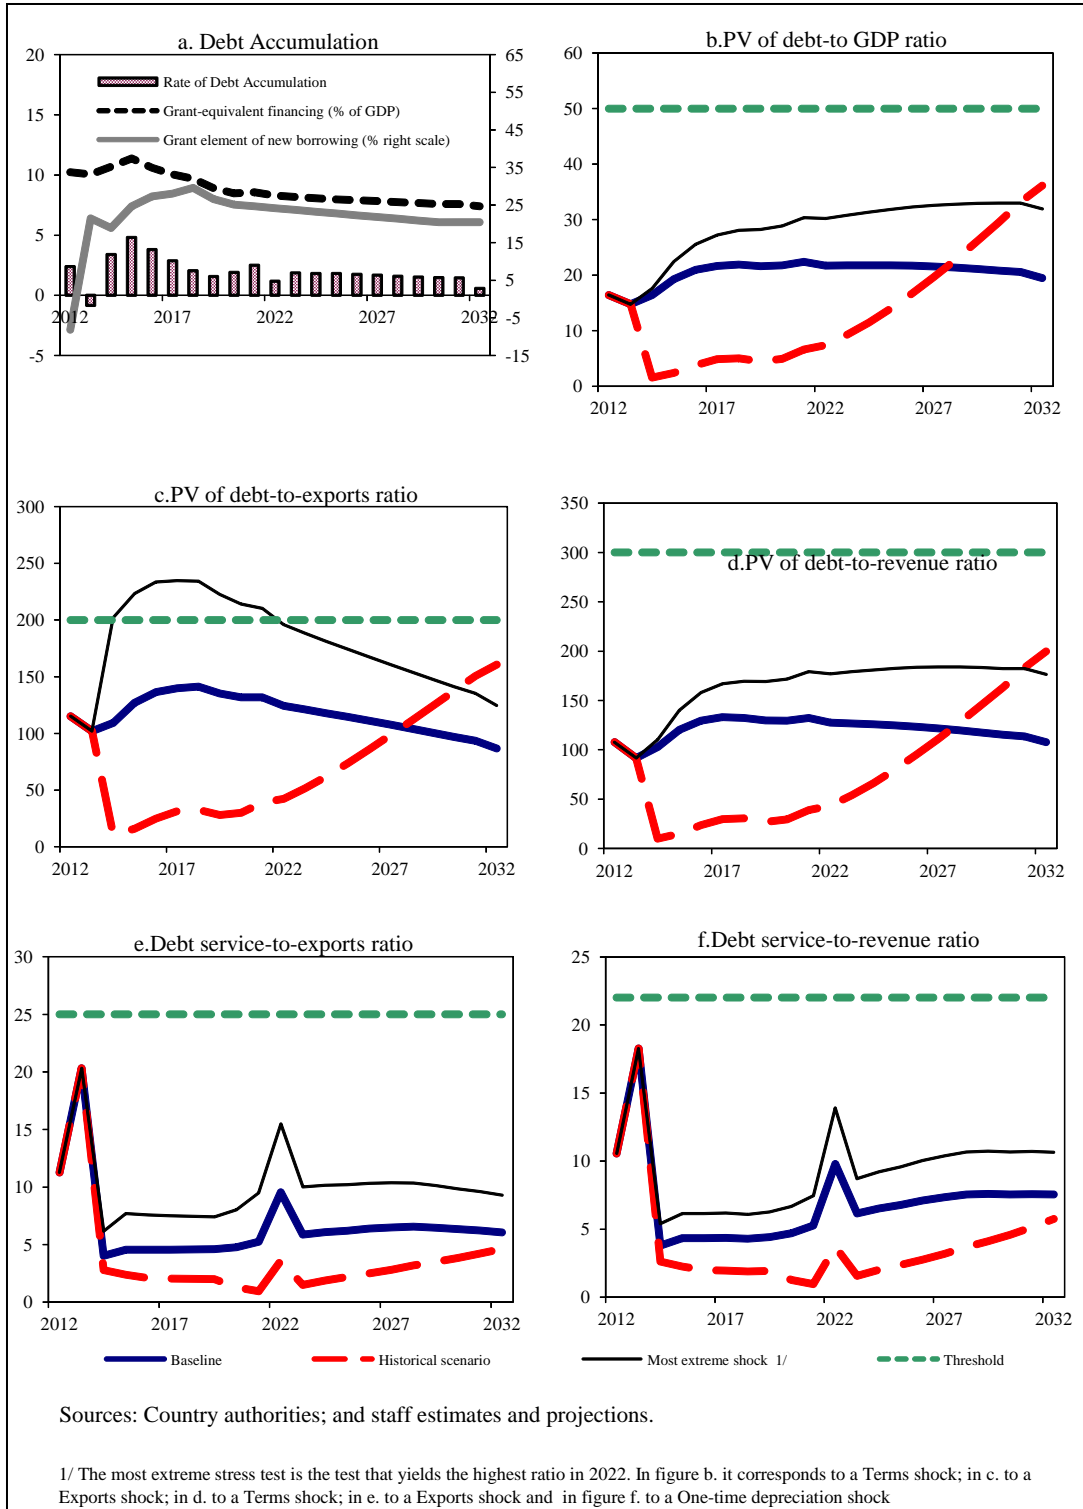 a. Debt Accumulation
20
15
10
5
0
-5
65
55
45
35
25
15
5
-5
-15
Rate of Debt Accumulation
Grant-equivalent financing (% of GDP)
Grant element of new borrowing (% right scale)
2012 2017 2022 2027 2032
b.PV of debt-to GDP ratio
60
50
40
30
20
10
0
2012 2017 2022 2027 2032
c.PV of debt-to-exports ratio
300
250
200
150
100
50
0
2012 2017 2022 2027 2032
d.PV of debt-to-revenue ratio
350
300
250
200
150
100
50
0
2012 2017 2022 2027 2032
e.Debt service-to-exports ratio
30
25
20
15
10
5
0
2012 2017 2022 2027 2032
f.Debt service-to-revenue ratio
25
20
15
10
5
0
2012 2017 2022 2027 2032
Baseline Historical scenario Most extreme shock 1/ Threshold
Sources: Country authorities; and staff estimates and projections.
1/ The most extreme stress test is the test that yields the highest ratio in 2022. In figure b. it corresponds to a Terms shock; in c. to a
Exports shock; in d. to a Terms shock; in e. to a Exports shock and in figure f. to a One-time depreciation shock